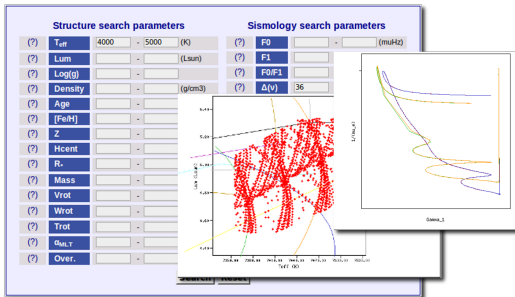 Structure search parameters
Sismology search parameters
(?) Teff 4000 - 5000 (K)
(?) F0 - (muHz)
(?) Lum - (Lsun)
(?) F1
(?) Log(g) -
(?) F0/F1
(?) Density - (g/cm3)
(?) Δ(ν) 36
(?) Age -
(?) [Fe/H] -
(?) Z -
(?) Hcent -
(?) R* -
(?) Mass -
(?) Vrot -
(?) Wrot -
(?) Trot -
(?) αMLT -
(?) Over. -
Teff (K)
Gamma_1
Search Reset